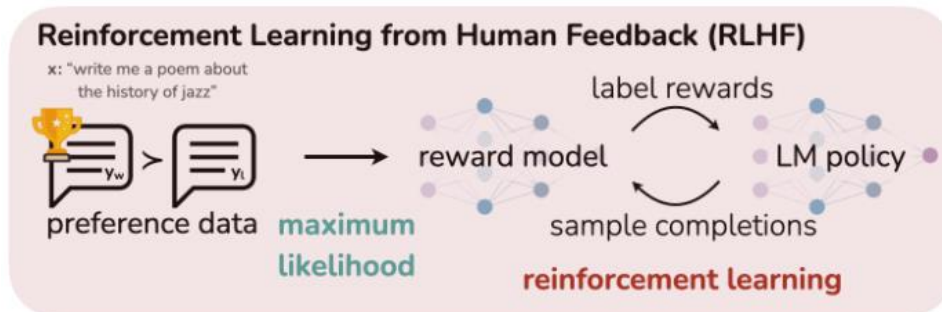 Reinforcement Learning from Human Feedback (RLHF)
x: "write me a poem about
the history of jazz"
label rewards
yw
≻
yl
reward model
LM policy
preference data
maximum
likelihood
sample completions
reinforcement learning